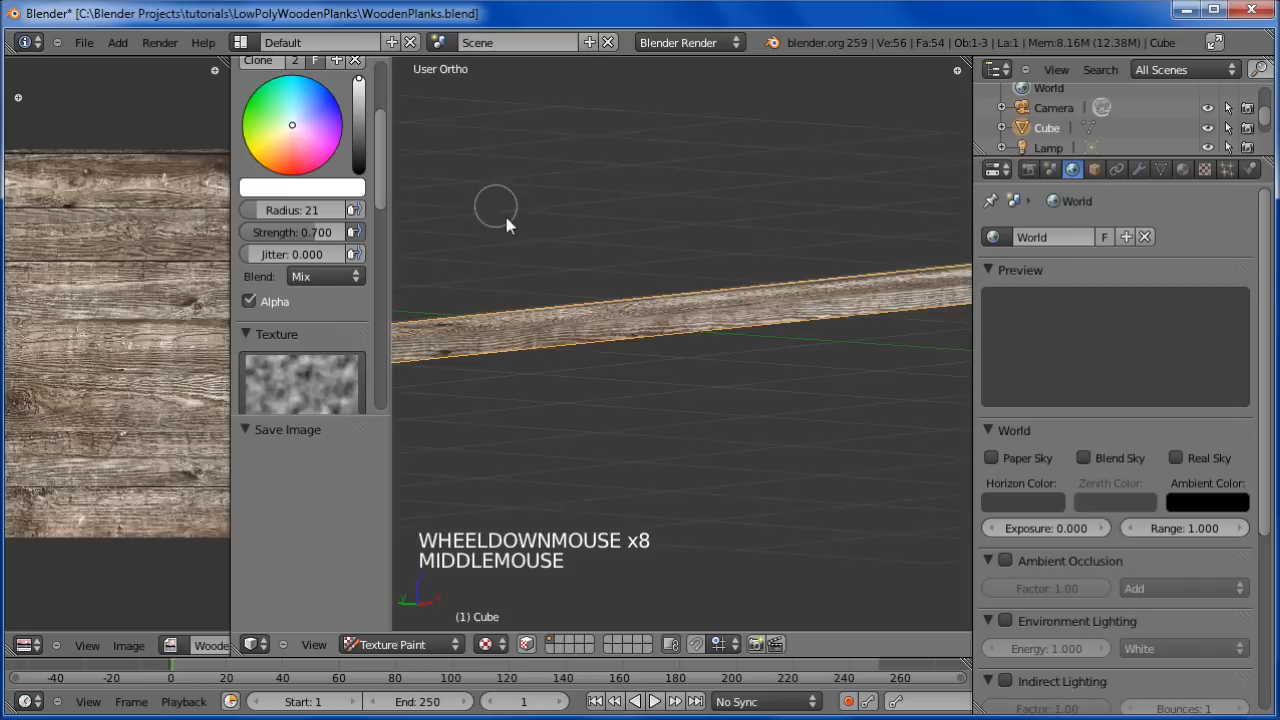 Blender* [C:\Blender Projects\tutorials\LowPolyWoodenPlanks\WoodenPlanks.blend]
File Add Render Help Default Scene Blender Render blender.org 259 | Ve:56 | Fa:54 | Ob:1-3 | La:1 | Mem:8.16M (12.38M) | Cube
Clone 2 F
User Ortho
View Search All Scenes
World
Camera
Cube
Lamp
World
Radius: 21
Strength: 0.700
Jitter: 0.000
Blend: Mix
Alpha
Texture
Save Image
World F
Preview
World
Paper Sky Blend Sky Real Sky
Horizon Color: Zenith Color: Ambient Color:
Exposure: 0.000 Range: 1.000
Ambient Occlusion
Factor: 1.00 Add
Environment Lighting
Energy: 1.000 White
Indirect Lighting
Factor: 1.00 Bounces: 1
WHEELDOWNMOUSE x8
MIDDLEMOUSE
y x
(1) Cube
View Image Woode
View Texture Paint
-40 -20 0 20 40 60 80 100 120 140 160 180 200 220 240 260
View Frame Playback Start: 1 End: 250 1 No Sync